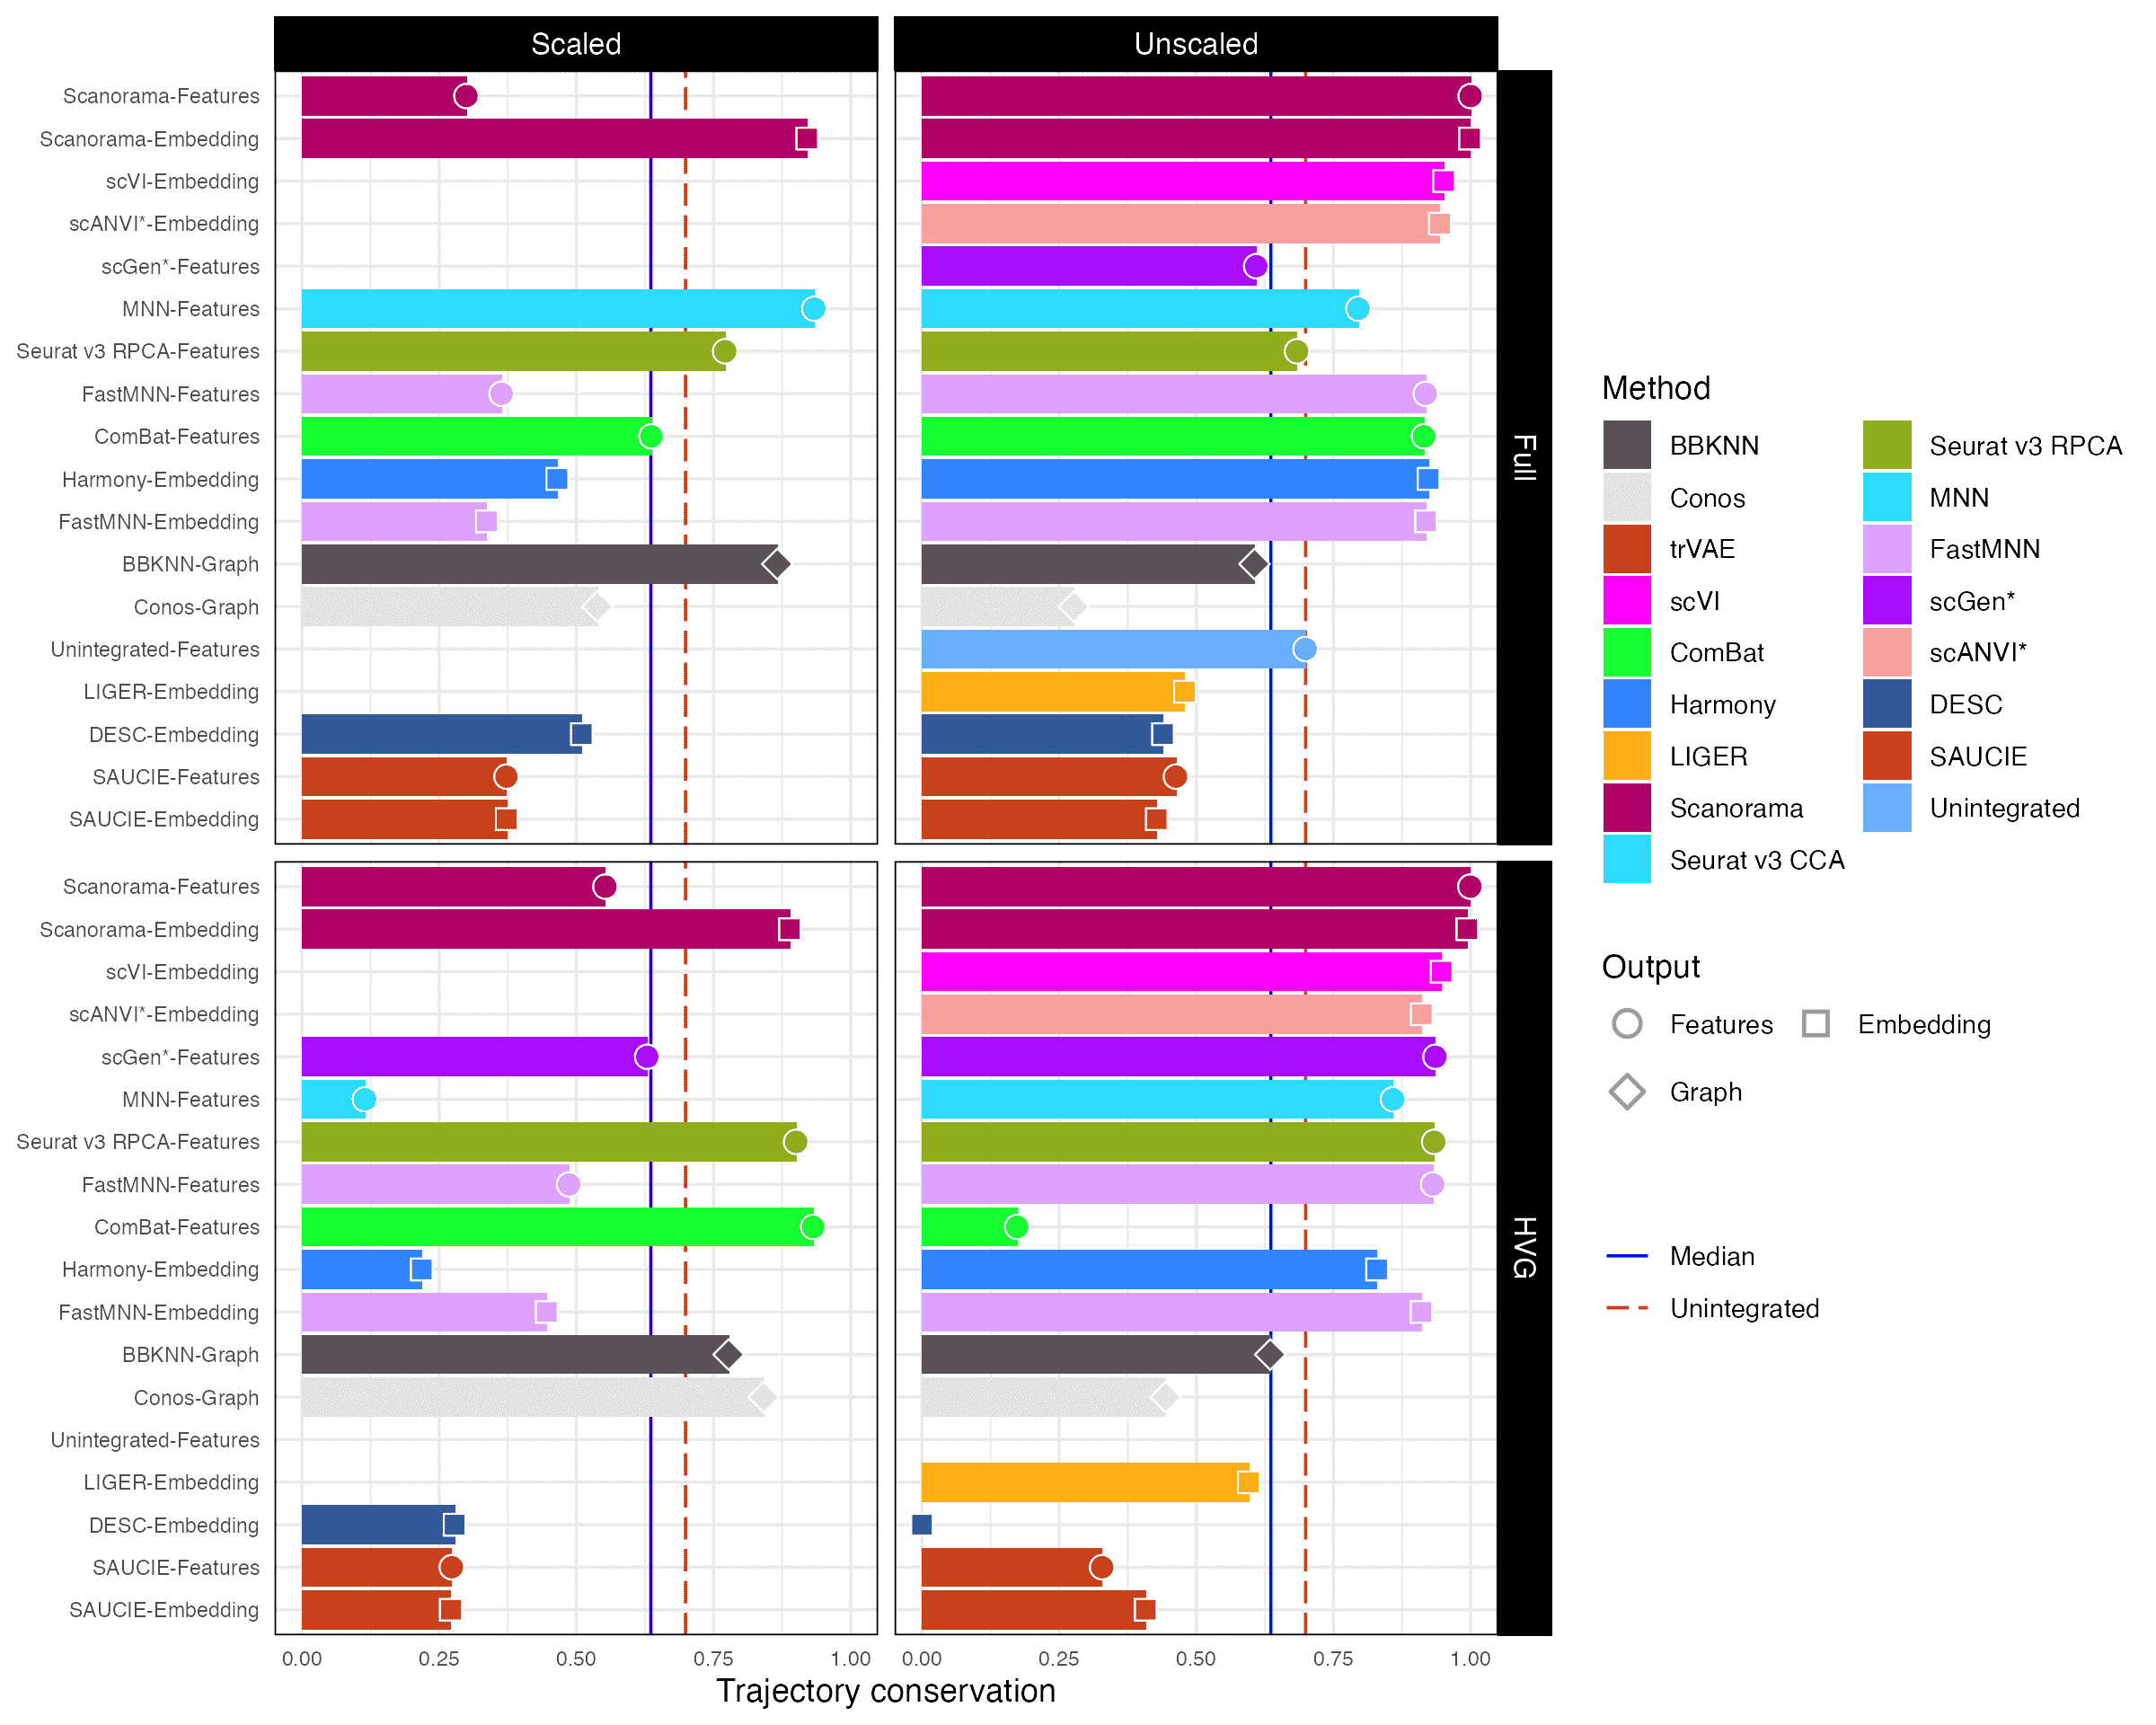 Scaled
Unscaled
Scanorama-Features
Scanorama-Embedding
scVI-Embedding
scANVI*-Embedding
scGen*-Features
MNN-Features
Seurat v3 RPCA-Features
FastMNN-Features
ComBat-Features
Harmony-Embedding
FastMNN-Embedding
BBKNN-Graph
Conos-Graph
Unintegrated-Features
LIGER-Embedding
DESC-Embedding
SAUCIE-Features
SAUCIE-Embedding
Full
Scanorama-Features
Scanorama-Embedding
scVI-Embedding
scANVI*-Embedding
scGen*-Features
MNN-Features
Seurat v3 RPCA-Features
FastMNN-Features
ComBat-Features
Harmony-Embedding
FastMNN-Embedding
BBKNN-Graph
Conos-Graph
Unintegrated-Features
LIGER-Embedding
DESC-Embedding
SAUCIE-Features
SAUCIE-Embedding
HVG
0.00 0.25 0.50 0.75 1.00
0.00 0.25 0.50 0.75 1.00
Trajectory conservation
Method
BBKNN
Conos
trVAE
scVI
ComBat
Harmony
LIGER
Scanorama
Seurat v3 CCA
Seurat v3 RPCA
MNN
FastMNN
scGen*
scANVI*
DESC
SAUCIE
Unintegrated
Output
Features
Embedding
Graph
Median
Unintegrated